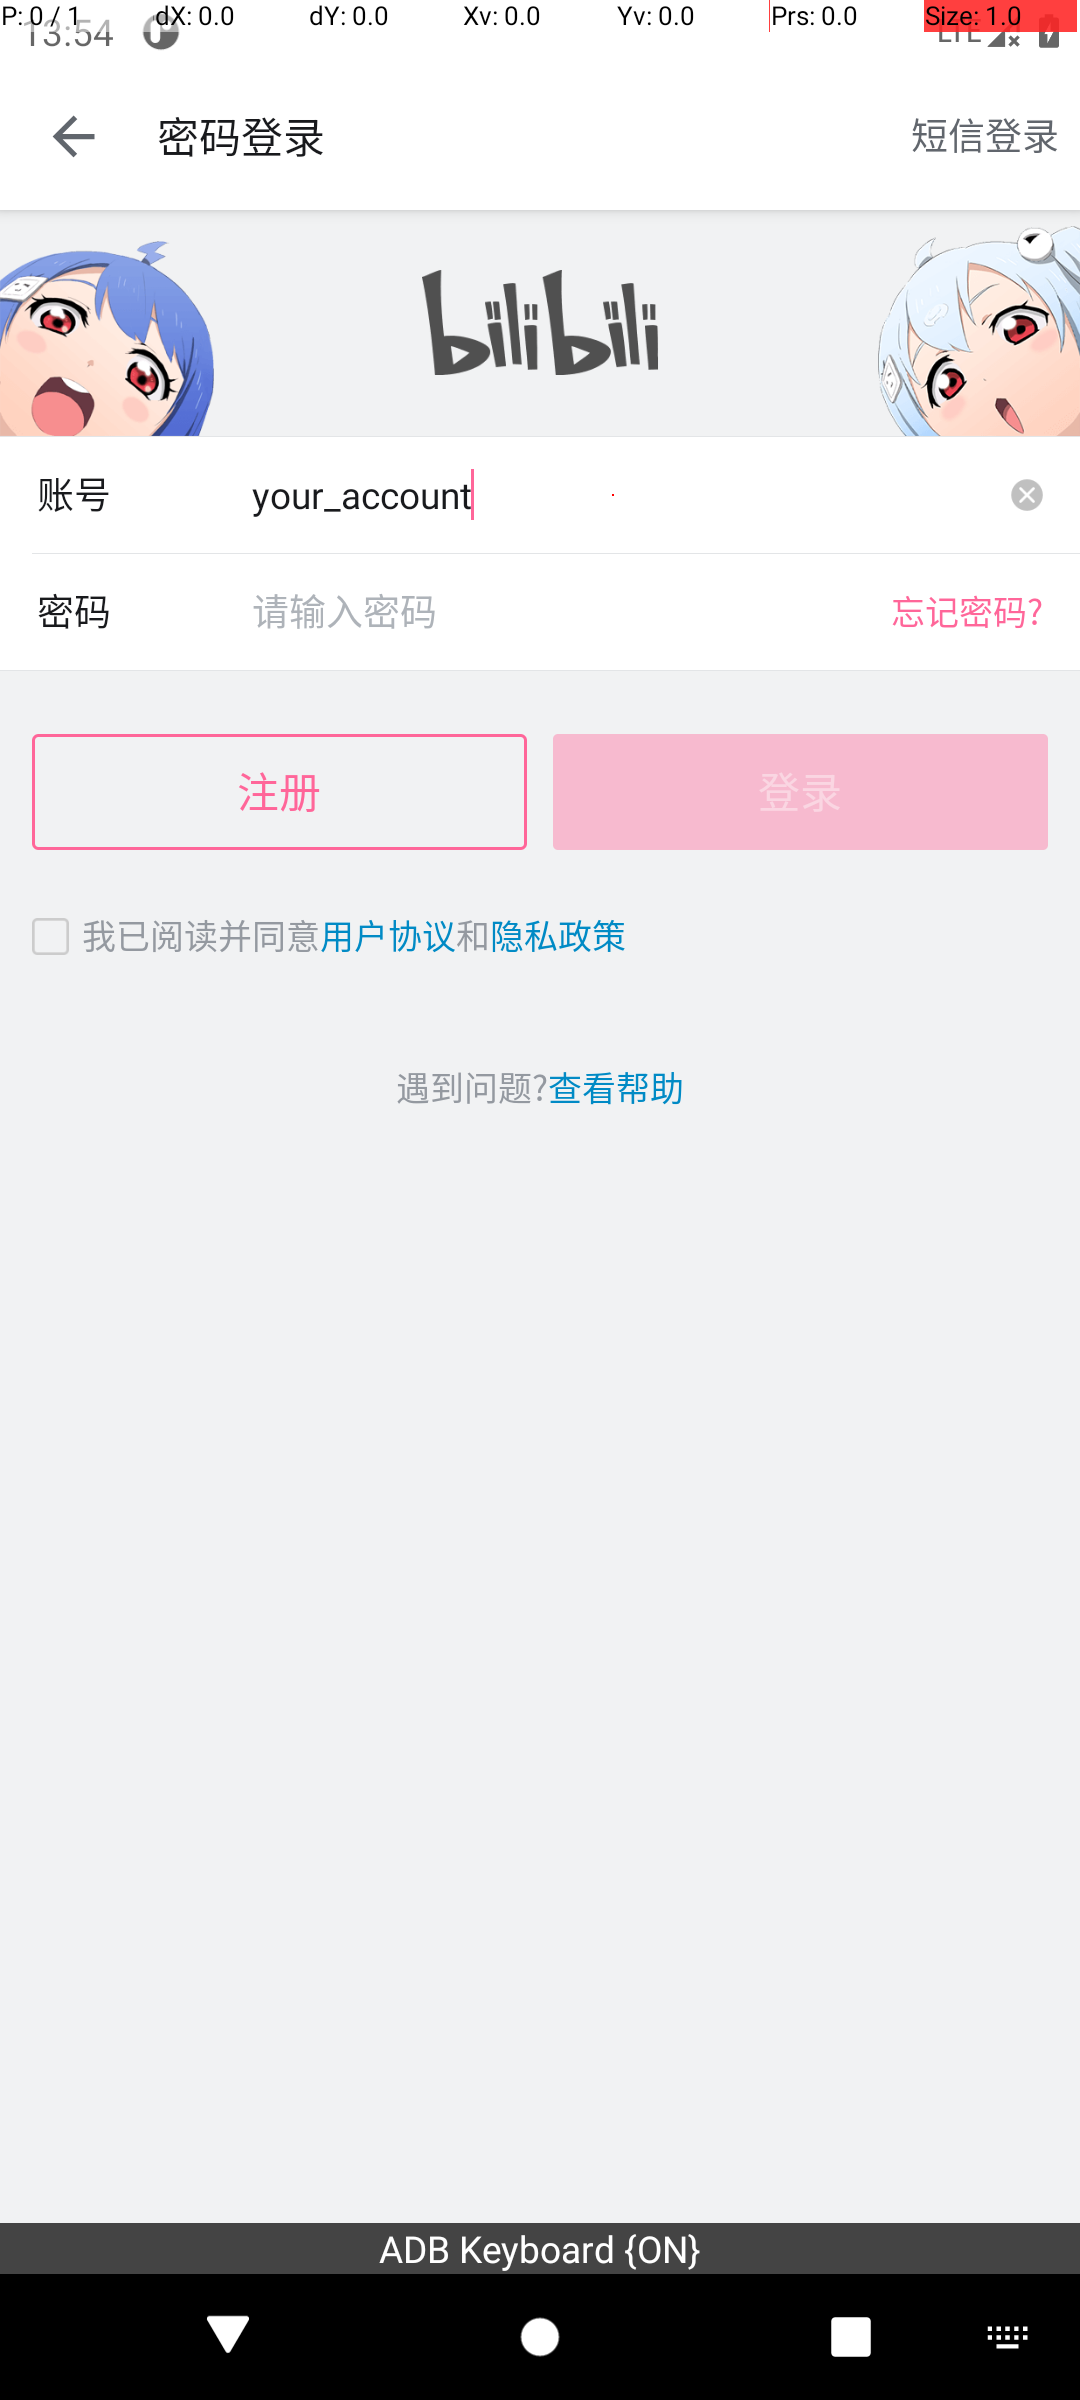 P: 0 / 1 dX: 0.0 dY: 0.0 Xv: 0.0 Yv: 0.0 Prs: 0.0 Size: 1.0
13:54 LTE
密码登录 短信登录
bilibili
账号 your_account
密码 请输入密码 忘记密码?
注册 登录
我已阅读并同意用户协议和隐私政策
遇到问题?查看帮助
ADB Keyboard {ON}